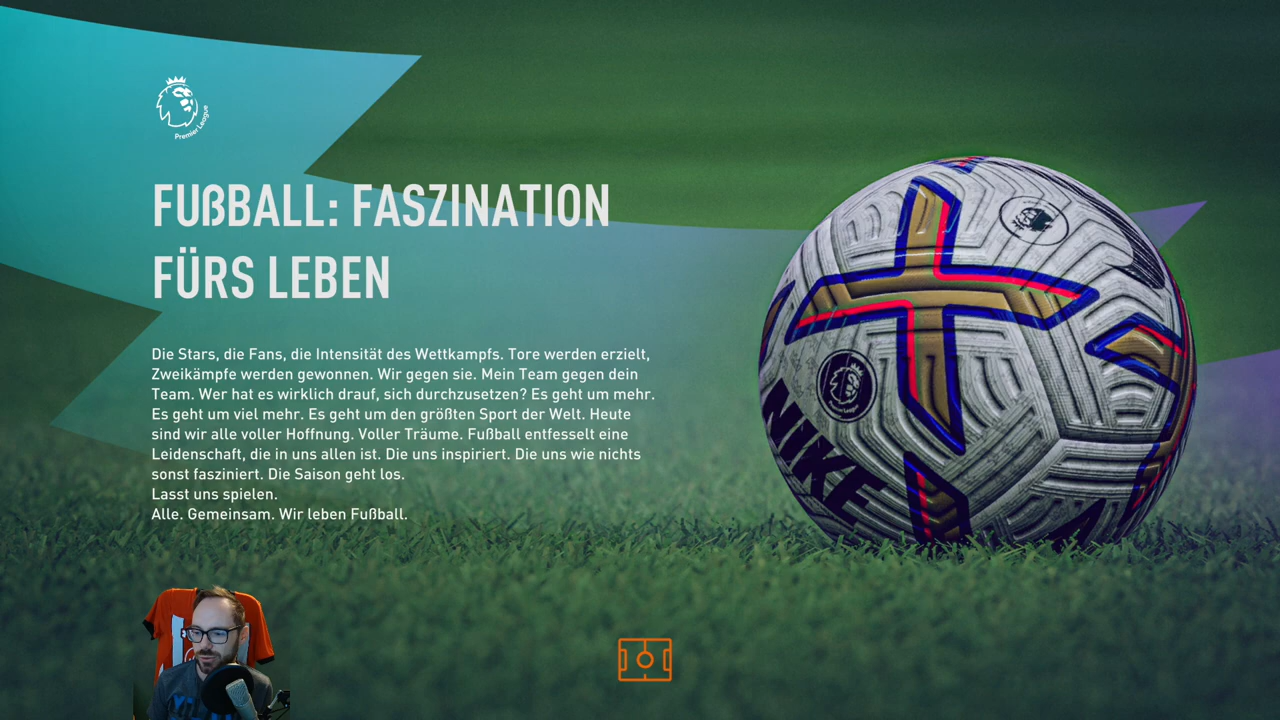 Premier League
FUẞBALL: FASZINATION
FÜRS LEBEN
Die Stars, die Fans, die Intensität des Wettkampfs. Tore werden erzielt,
Zweikämpfe werden gewonnen. Wir gegen sie. Mein Team gegen dein
Team. Wer hat es wirklich drauf, sich durchzusetzen? Es geht um mehr.
Es geht um viel mehr. Es geht um den größten Sport der Welt. Heute
sind wir alle voller Hoffnung. Voller Träume. Fußball entfesselt eine
Leidenschaft, die in uns allen ist. Die uns inspiriert. Die uns wie nichts
sonst fasziniert. Die Saison geht los.
Lasst uns spielen.
Alle. Gemeinsam. Wir leben Fußball.
Premier League
NIKE